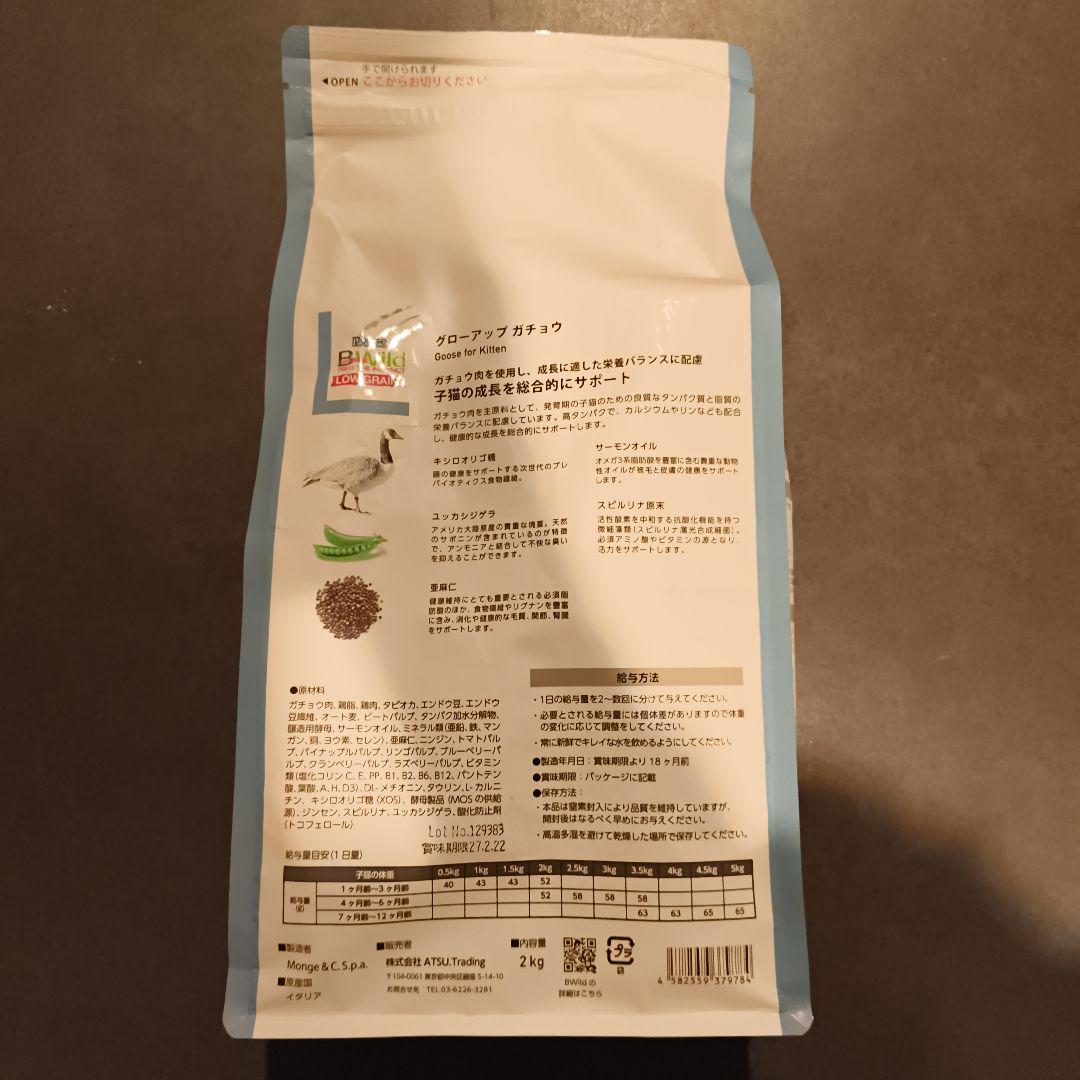 手で開けられます
◀OPEN ここからお切りください
BWild
LOW GRAIN
グローアップ ガチョウ
Goose for Kitten
ガチョウ肉を使用し、成長に適した栄養バランスに配慮
子猫の成長を総合的にサポート
ガチョウ肉を主原料として、発育期の子猫のための良質なタンパク質と脂質の
栄養バランスに配慮しています。高タンパクで、カルシウムやリンなども配合
し、健康的な成長を総合的にサポートします。
キシロオリゴ糖
腸の健康をサポートする次世代のプレ
バイオティクス食物繊維。
ユッカシジゲラ
アメリカ大陸原産の貴重な塊茎。天然
のサポニンが含まれているのが特徴
で、アンモニアと結合して不快な臭い
を抑えることができます。
亜麻仁
健康維持にとても重要とされる必須脂
肪酸のほか、食物繊維やリグナンを豊富
に含み、消化や健康的な毛質、関節、腎臓
をサポートします。
サーモンオイル
オメガ3系脂肪酸を豊富に含む貴重な動物
性オイルが被毛と皮膚の健康をサポート
します。
スピルリナ原末
活性酸素を中和する抗酸化機能を持つ
微細藻類(スピルリナ属光合成細菌)。
必須アミノ酸やビタミンの源となり、
活力をサポートします。
●原材料
ガチョウ肉、鶏脂、鶏肉、タピオカ、エンドウ豆、エンドウ
豆繊維、オート麦、ビートパルプ、タンパク加水分解物、
醸造用酵母、サーモンオイル、ミネラル類(亜鉛、鉄、マン
ガン、銅、ヨウ素、セレン)、亜麻仁、ニンジン、トマトパル
プ、パイナップルパルプ、リンゴパルプ、ブルーベリーパ
ルプ、クランベリーパルプ、ラズベリーパルプ、ビタミン
類(塩化コリン C、E、PP、B1、B2、B6、B12、パントテン
酸、葉酸、A、H、D3)、DL-メチオニン、タウリン、L-カルニ
チン、キシロオリゴ糖(XOS)、酵母製品(MOSの供給
源)、ジンセン、スピルリナ、ユッカシジゲラ、酸化防止剤
(トコフェロール)
Lot No.129383
賞味期限27.2.22
給与方法
・1日の給与量を2〜数回に分けて与えてください。
・必要とされる給与量には個体差がありますので体重
の変化に応じて調整をしてください。
・常に新鮮でキレイな水を飲めるようにしてください。
●製造年月日：賞味期限より18ヶ月前
●賞味期限：パッケージに記載
●保存方法：
・本品は窒素封入により品質を維持していますが、
開封後はなるべく早めにお与えください。
・高温多湿を避けて乾燥した場所で保存してください。
給与量目安(1日量)
子猫の体重 0.5kg 1kg 1.5kg 2kg 2.5kg 3kg 3.5kg 4kg 4.5kg 5kg
給与量
(g)
1ヶ月齢〜3ヶ月齢 40 43 43 52
4ヶ月齢〜6ヶ月齢 52 58 58 58
7ヶ月齢〜12ヶ月齢 63 63 65 65
■製造者
Monge & C. S.p.a.
■原産国
イタリア
■販売者
株式会社 ATSU.Trading
〒104-0061 東京都中央区銀座 5-14-10
お問合せ先 TEL.03-6226-3281
■内容量
2kg
BWildの
詳細はこちら
プラ
袋
4 582559 379784